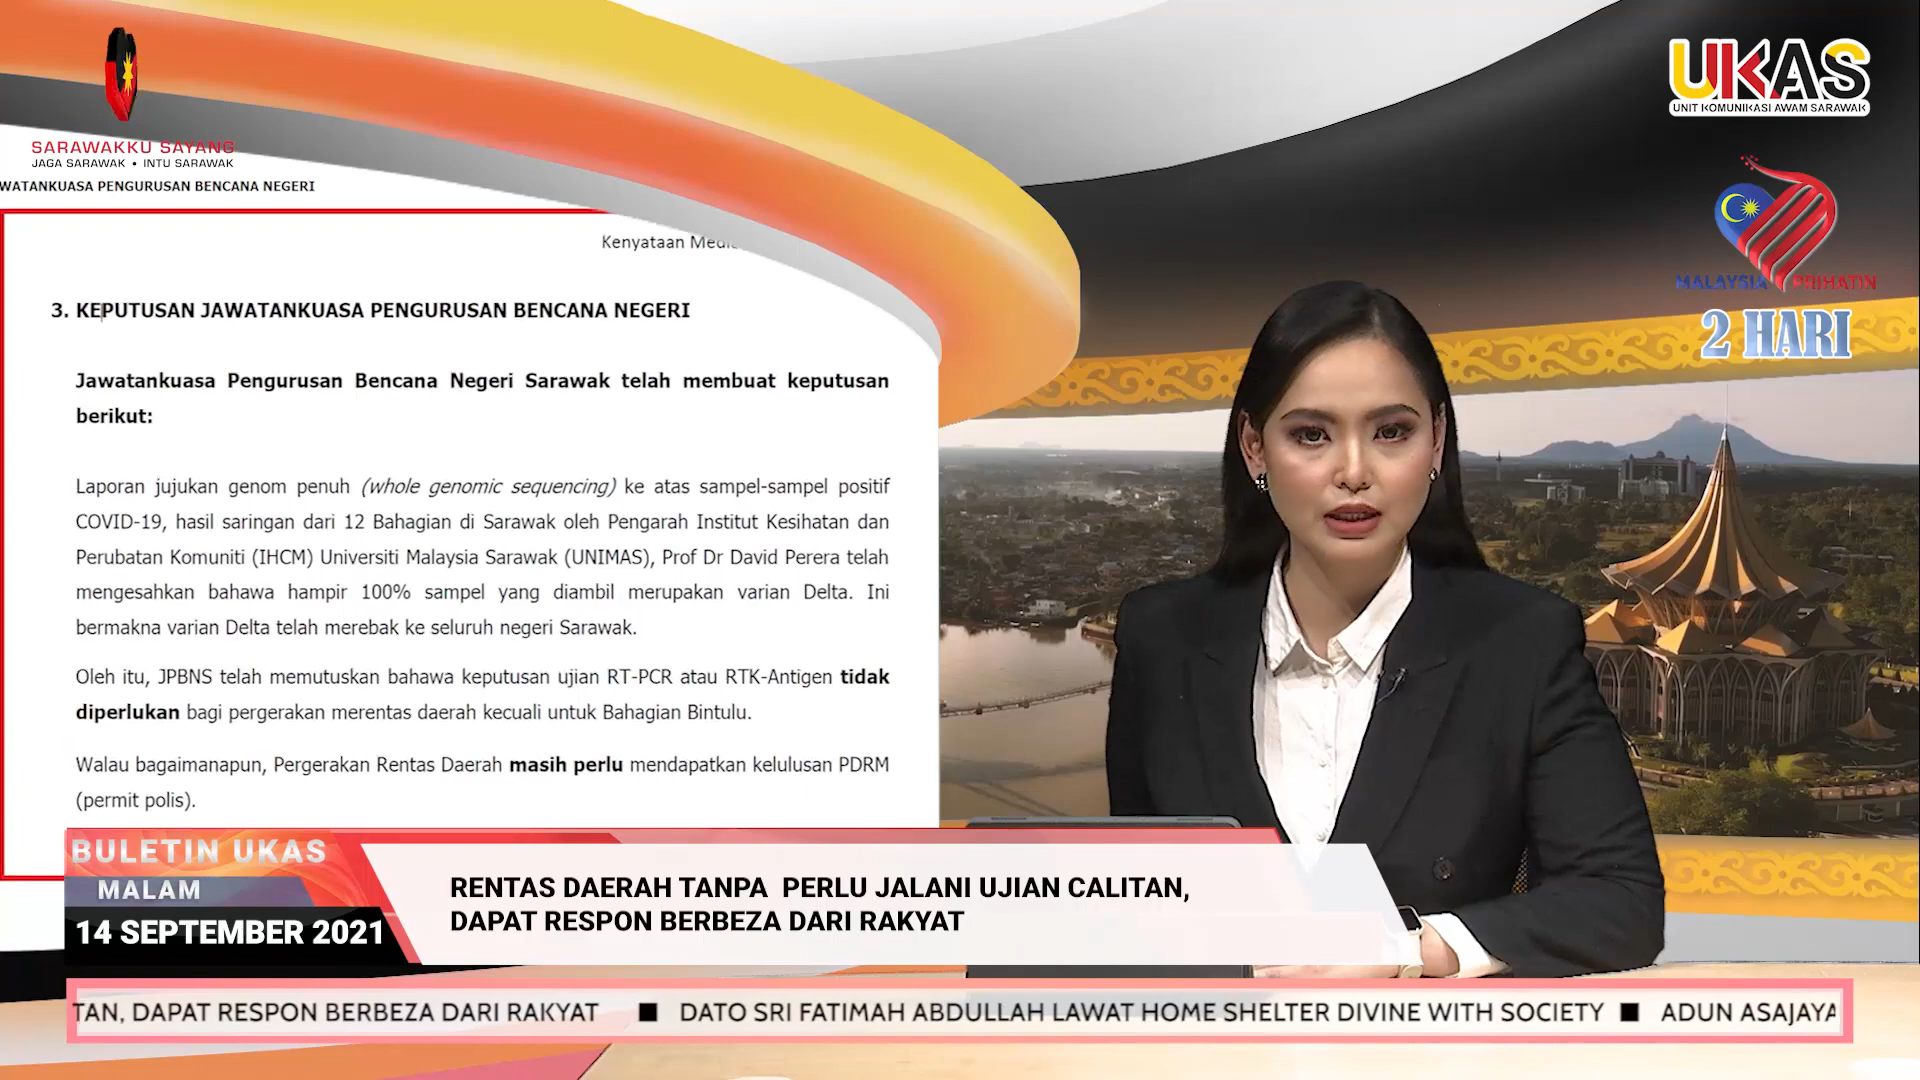 SARAWAKKU SAYANG
JAGA SARAWAK • INTU SARAWAK
WATANKUASA PENGURUSAN BENCANA NEGERI
Kenyataan
3. KEPUTUSAN JAWATANKUASA PENGURUSAN BENCANA NEGERI
Jawatankuasa Pengurusan Bencana Negeri Sarawak telah membuat keputusan
berikut:
Laporan jujukan genom penuh (whole genomic sequencing) ke atas sampel-sampel positif
COVID-19, hasil saringan dari 12 Bahagian di Sarawak oleh Pengarah Institut Kesihatan dan
Perubatan Komuniti (IHCM) Universiti Malaysia Sarawak (UNIMAS), Prof Dr David Perera telah
mengesahkan bahawa hampir 100% sampel yang diambil merupakan varian Delta. Ini
bermakna varian Delta telah merebak ke seluruh negeri Sarawak.
Oleh itu, JPBNS telah memutuskan bahawa keputusan ujian RT-PCR atau RTK-Antigen tidak
diperlukan bagi pergerakan merentas daerah kecuali untuk Bahagian Bintulu.
Walau bagaimanapun, Pergerakan Rentas Daerah masih perlu mendapatkan kelulusan PDRM
(permit polis).
UKAS
UNIT KOMUNIKASI AWAM SARAWAK
MALAYSIA PRIHATIN
2 HARI
BULETIN UKAS
MALAM
14 SEPTEMBER 2021
RENTAS DAERAH TANPA  PERLU JALANI UJIAN CALITAN,
DAPAT RESPON BERBEZA DARI RAKYAT
TAN, DAPAT RESPON BERBEZA DARI RAKYAT ■ DATO SRI FATIMAH ABDULLAH LAWAT HOME SHELTER DIVINE WITH SOCIETY ■ ADUN ASAJAYA